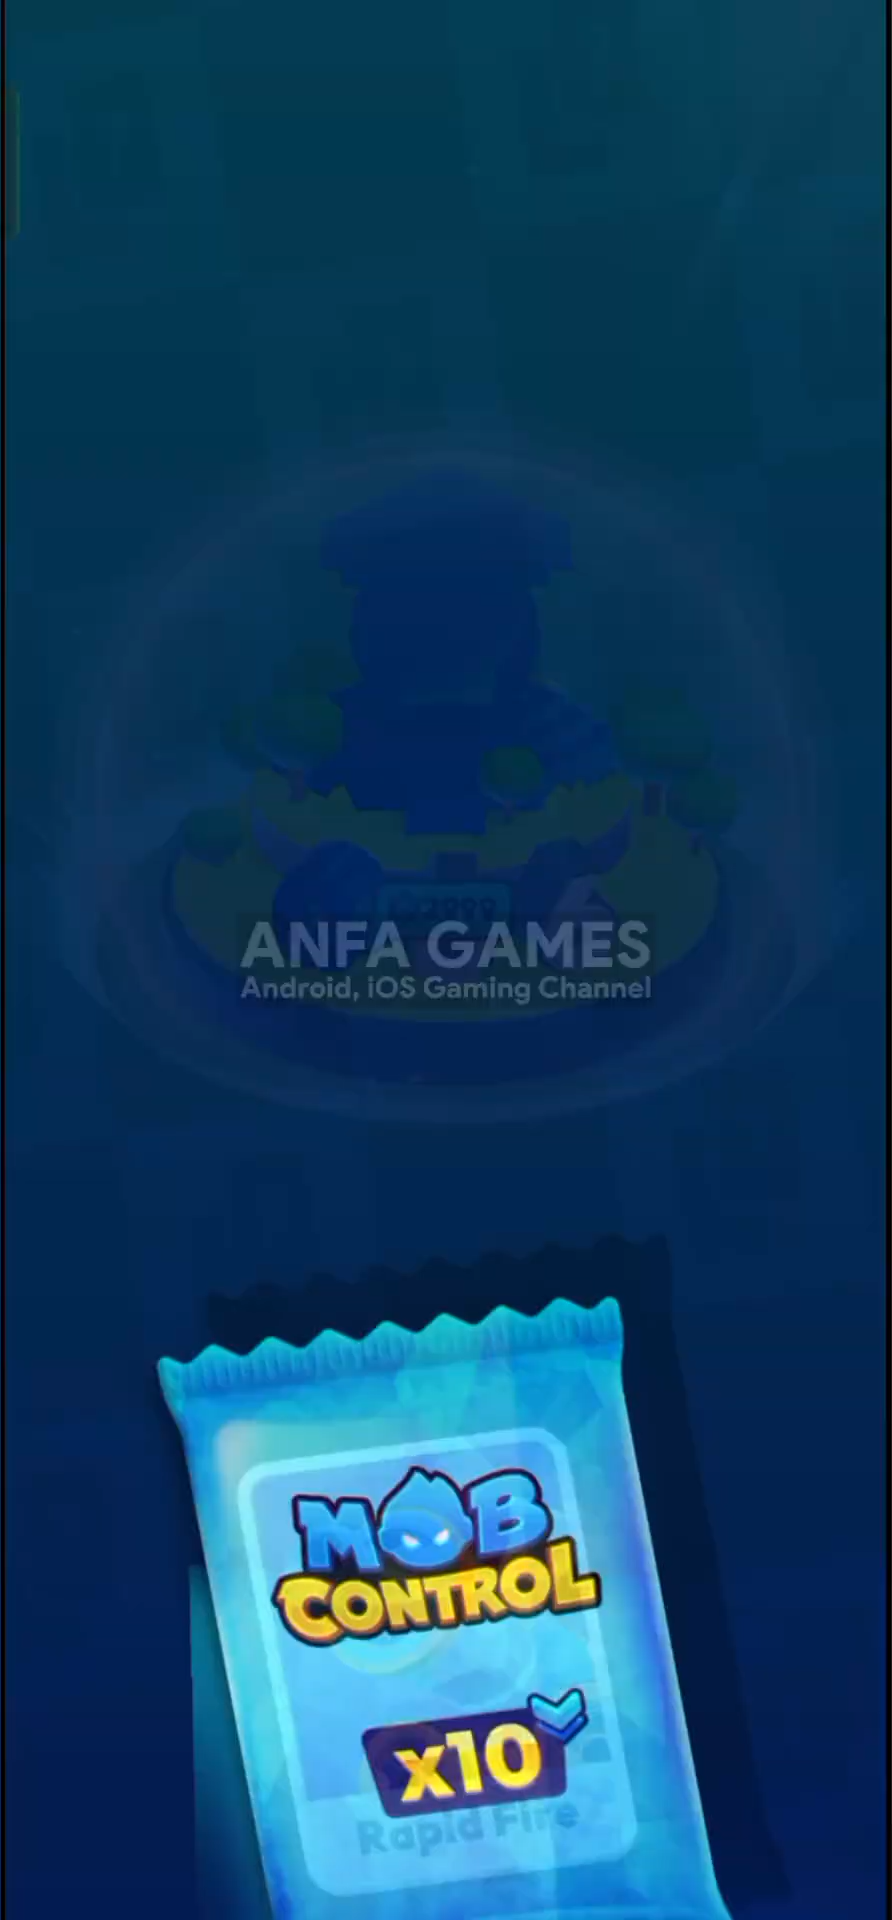 ANFA GAMES
Android, iOS Gaming Channel
MOB
CONTROL
x10
Rapid Fire